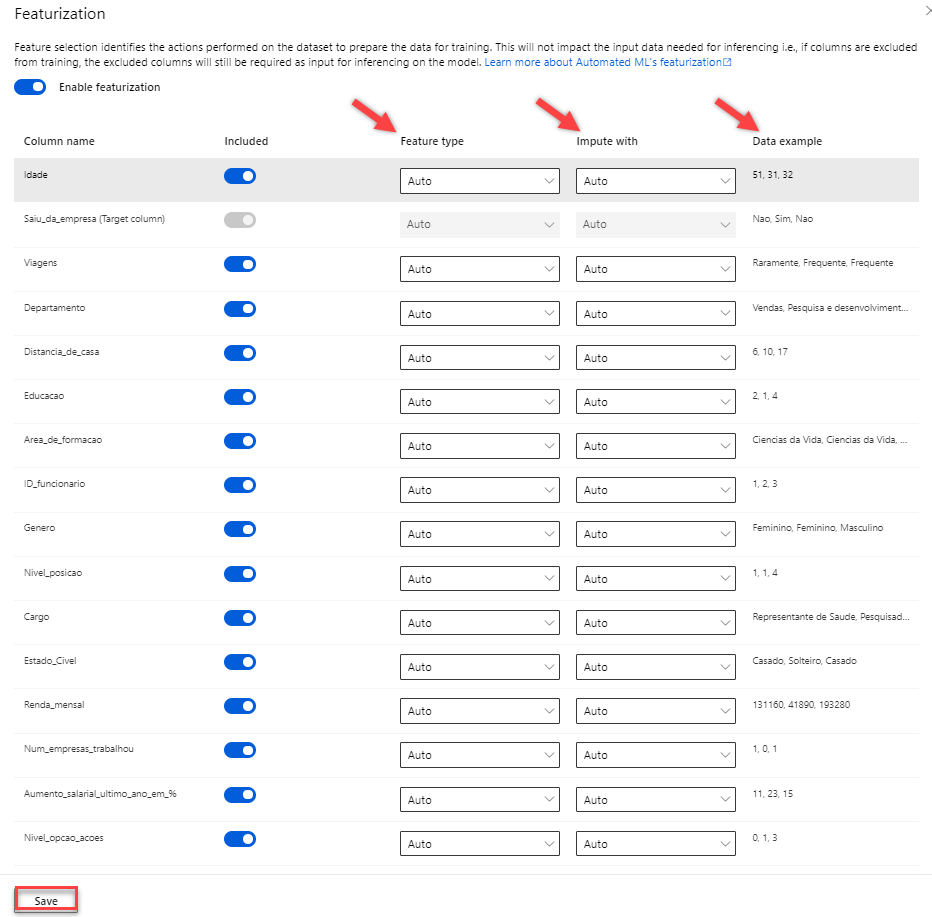 Featurization
Feature selection identifies the actions performed on the dataset to prepare the data for training. This will not impact the input data needed for inferencing i.e., if columns are excluded
from training, the excluded columns will still be required as input for inferencing on the model. Learn more about Automated ML's featurization
Enable featurization
Column name Included Feature type Impute with Data example
Idade Auto Auto 51, 31, 32
Saiu_da_empresa (Target column) Auto Auto Nao, Sim, Nao
Viagens Auto Auto Raramente, Frequente, Frequente
Departamento Auto Auto Vendas, Pesquisa e desenvolviment...
Distancia_de_casa Auto Auto 6, 10, 17
Educacao Auto Auto 2, 1, 4
Area_de_formacao Auto Auto Ciencias da Vida, Ciencias da Vida, ...
ID_funcionario Auto Auto 1, 2, 3
Genero Auto Auto Feminino, Feminino, Masculino
Nivel_posicao Auto Auto 1, 1, 4
Cargo Auto Auto Representante de Saude, Pesquisad...
Estado_Civel Auto Auto Casado, Solteiro, Casado
Renda_mensal Auto Auto 131160, 41890, 193280
Num_empresas_trabalhou Auto Auto 1, 0, 1
Aumento_salarial_ultimo_ano_em_% Auto Auto 11, 23, 15
Nivel_opcao_acoes Auto Auto 0, 1, 3
Save